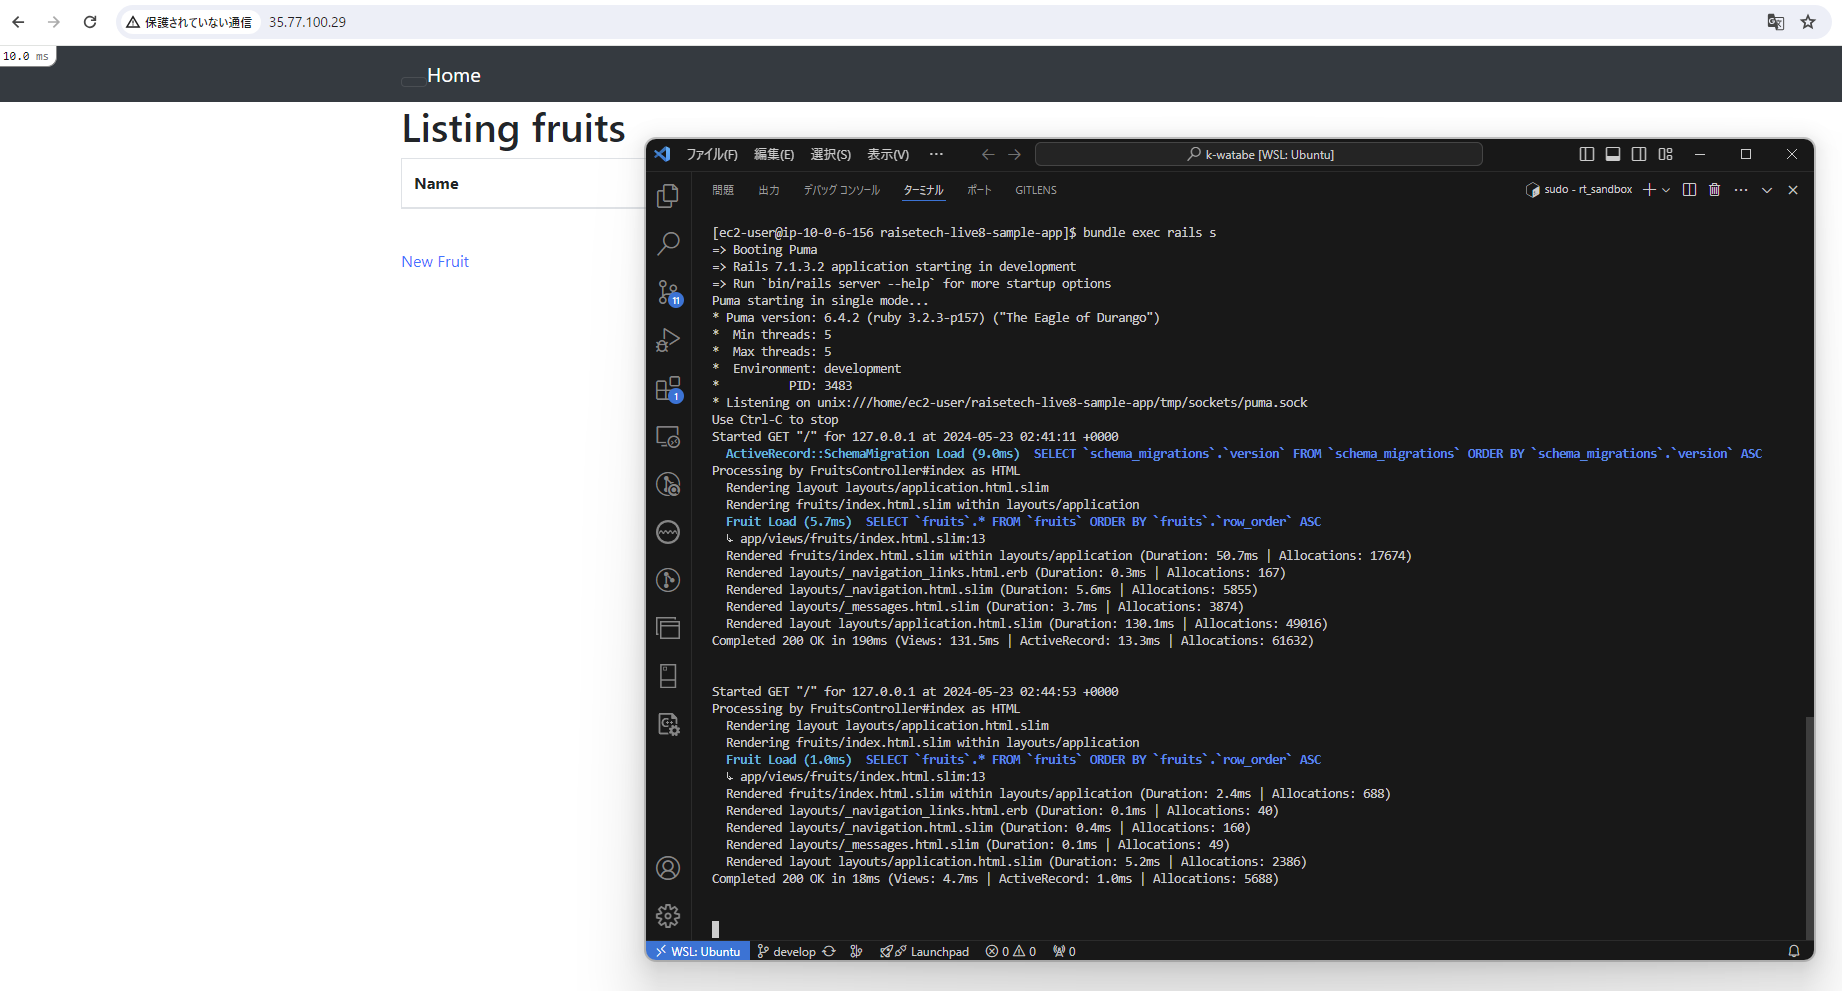 保護されていない通信 35.77.100.29
10.0 ms
Home
Listing fruits
Name
New Fruit
ファイル(F) 編集(E) 選択(S) 表示(V) ··· k-watabe [WSL: Ubuntu]
問題 出力 デバッグ コンソール ターミナル ポート GITLENS sudo - rt_sandbox
[ec2-user@ip-10-0-6-156 raisetech-live8-sample-app]$ bundle exec rails s
=> Booting Puma
=> Rails 7.1.3.2 application starting in development
=> Run `bin/rails server --help` for more startup options
Puma starting in single mode...
* Puma version: 6.4.2 (ruby 3.2.3-p157) ("The Eagle of Durango")
*  Min threads: 5
*  Max threads: 5
*  Environment: development
*          PID: 3483
* Listening on unix:///home/ec2-user/raisetech-live8-sample-app/tmp/sockets/puma.sock
Use Ctrl-C to stop
Started GET "/" for 127.0.0.1 at 2024-05-23 02:41:11 +0000
  ActiveRecord::SchemaMigration Load (9.0ms)  SELECT `schema_migrations`.`version` FROM `schema_migrations` ORDER BY `schema_migrations`.`version` ASC
Processing by FruitsController#index as HTML
  Rendering layout layouts/application.html.slim
  Rendering fruits/index.html.slim within layouts/application
  Fruit Load (5.7ms)  SELECT `fruits`.* FROM `fruits` ORDER BY `fruits`.`row_order` ASC
  ↳ app/views/fruits/index.html.slim:13
  Rendered fruits/index.html.slim within layouts/application (Duration: 50.7ms | Allocations: 17674)
  Rendered layouts/_navigation_links.html.erb (Duration: 0.3ms | Allocations: 167)
  Rendered layouts/_navigation.html.slim (Duration: 5.6ms | Allocations: 5855)
  Rendered layouts/_messages.html.slim (Duration: 3.7ms | Allocations: 3874)
  Rendered layout layouts/application.html.slim (Duration: 130.1ms | Allocations: 49016)
Completed 200 OK in 190ms (Views: 131.5ms | ActiveRecord: 13.3ms | Allocations: 61632)
Started GET "/" for 127.0.0.1 at 2024-05-23 02:44:53 +0000
Processing by FruitsController#index as HTML
  Rendering layout layouts/application.html.slim
  Rendering fruits/index.html.slim within layouts/application
  Fruit Load (1.0ms)  SELECT `fruits`.* FROM `fruits` ORDER BY `fruits`.`row_order` ASC
  ↳ app/views/fruits/index.html.slim:13
  Rendered fruits/index.html.slim within layouts/application (Duration: 2.4ms | Allocations: 688)
  Rendered layouts/_navigation_links.html.erb (Duration: 0.1ms | Allocations: 40)
  Rendered layouts/_navigation.html.slim (Duration: 0.4ms | Allocations: 160)
  Rendered layouts/_messages.html.slim (Duration: 0.1ms | Allocations: 49)
  Rendered layout layouts/application.html.slim (Duration: 5.2ms | Allocations: 2386)
Completed 200 OK in 18ms (Views: 4.7ms | ActiveRecord: 1.0ms | Allocations: 5688)
11
1
WSL: Ubuntu develop Launchpad 0 0 0